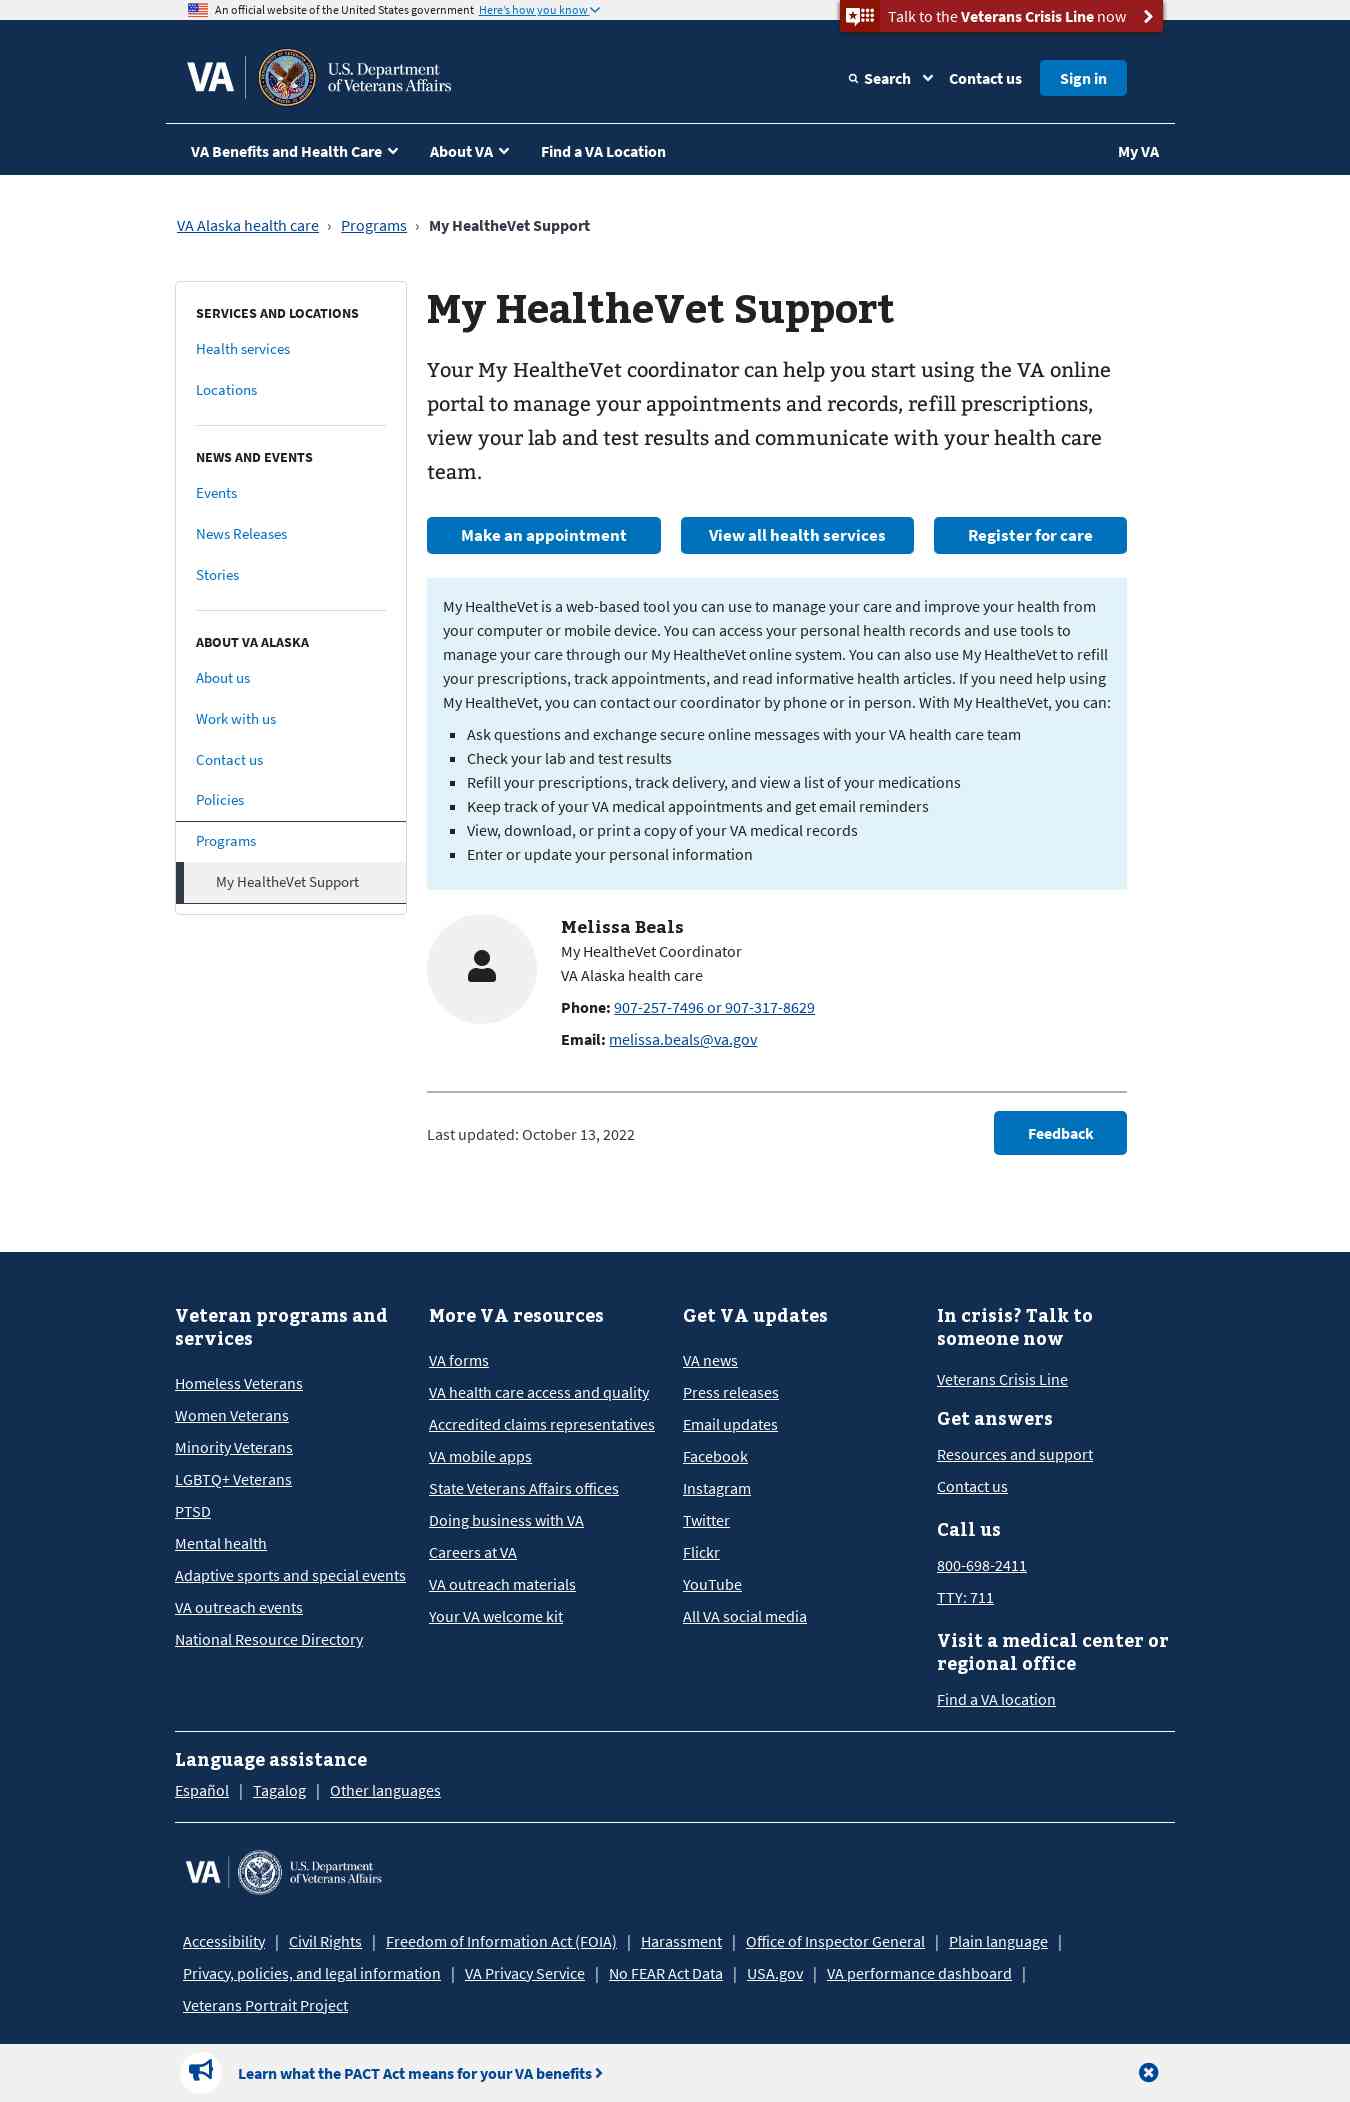 An official website of the United States government Here's how you know
Talk to the Veterans Crisis Line now
VA
U.S. Department
of Veterans Affairs
Search
Contact us
Sign in
VA Benefits and Health Care
About VA
Find a VA Location
My VA
VA Alaska health care › Programs › My HealtheVet Support
SERVICES AND LOCATIONS
Health services
Locations
NEWS AND EVENTS
Events
News Releases
Stories
ABOUT VA ALASKA
About us
Work with us
Contact us
Policies
Programs
My HealtheVet Support
My HealtheVet Support
Your My HealtheVet coordinator can help you start using the VA online
portal to manage your appointments and records, refill prescriptions,
view your lab and test results and communicate with your health care
team.
Make an appointment
View all health services
Register for care
My HealtheVet is a web-based tool you can use to manage your care and improve your health from
your computer or mobile device. You can access your personal health records and use tools to
manage your care through our My HealtheVet online system. You can also use My HealtheVet to refill
your prescriptions, track appointments, and read informative health articles. If you need help using
My HealtheVet, you can contact our coordinator by phone or in person. With My HealtheVet, you can:
Ask questions and exchange secure online messages with your VA health care team
Check your lab and test results
Refill your prescriptions, track delivery, and view a list of your medications
Keep track of your VA medical appointments and get email reminders
View, download, or print a copy of your VA medical records
Enter or update your personal information
Melissa Beals
My HealtheVet Coordinator
VA Alaska health care
Phone: 907-257-7496 or 907-317-8629
Email: melissa.beals@va.gov
Last updated: October 13, 2022
Feedback
Veteran programs and
services
Homeless Veterans
Women Veterans
Minority Veterans
LGBTQ+ Veterans
PTSD
Mental health
Adaptive sports and special events
VA outreach events
National Resource Directory
More VA resources
VA forms
VA health care access and quality
Accredited claims representatives
VA mobile apps
State Veterans Affairs offices
Doing business with VA
Careers at VA
VA outreach materials
Your VA welcome kit
Get VA updates
VA news
Press releases
Email updates
Facebook
Instagram
Twitter
Flickr
YouTube
All VA social media
In crisis? Talk to
someone now
Veterans Crisis Line
Get answers
Resources and support
Contact us
Call us
800-698-2411
TTY: 711
Visit a medical center or
regional office
Find a VA location
Language assistance
Español | Tagalog | Other languages
VA
U.S. Department
of Veterans Affairs
Accessibility | Civil Rights | Freedom of Information Act (FOIA) | Harassment | Office of Inspector General | Plain language |
Privacy, policies, and legal information | VA Privacy Service | No FEAR Act Data | USA.gov | VA performance dashboard |
Veterans Portrait Project
Learn what the PACT Act means for your VA benefits